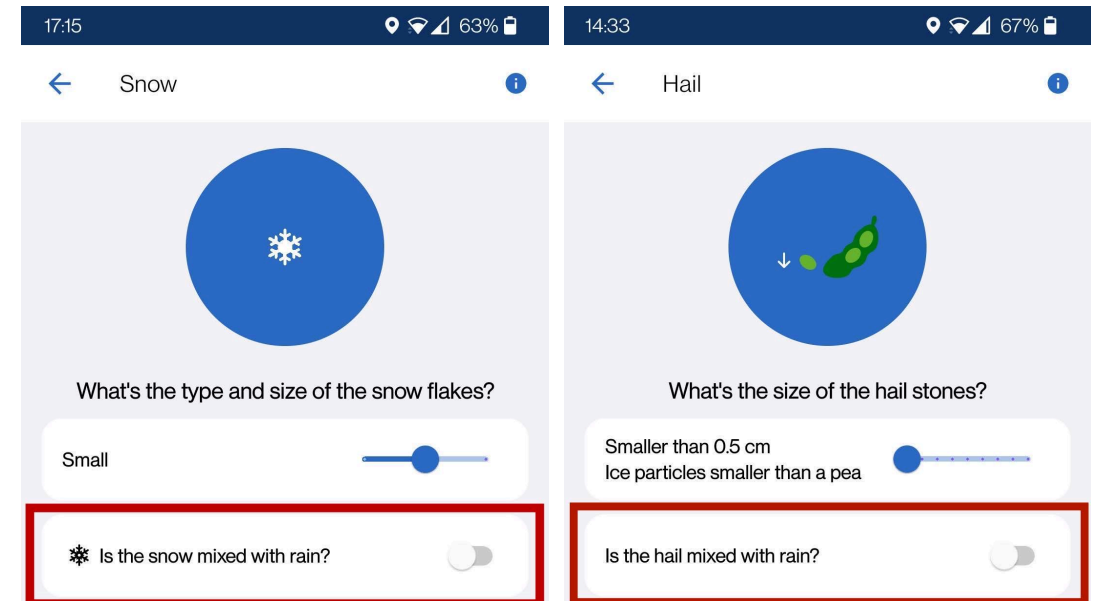 17:15
63%
Snow
What's the type and size of the snow flakes?
Small
Is the snow mixed with rain?
14:33
67%
Hail
What's the size of the hail stones?
Smaller than 0.5 cm
Ice particles smaller than a pea
Is the hail mixed with rain?